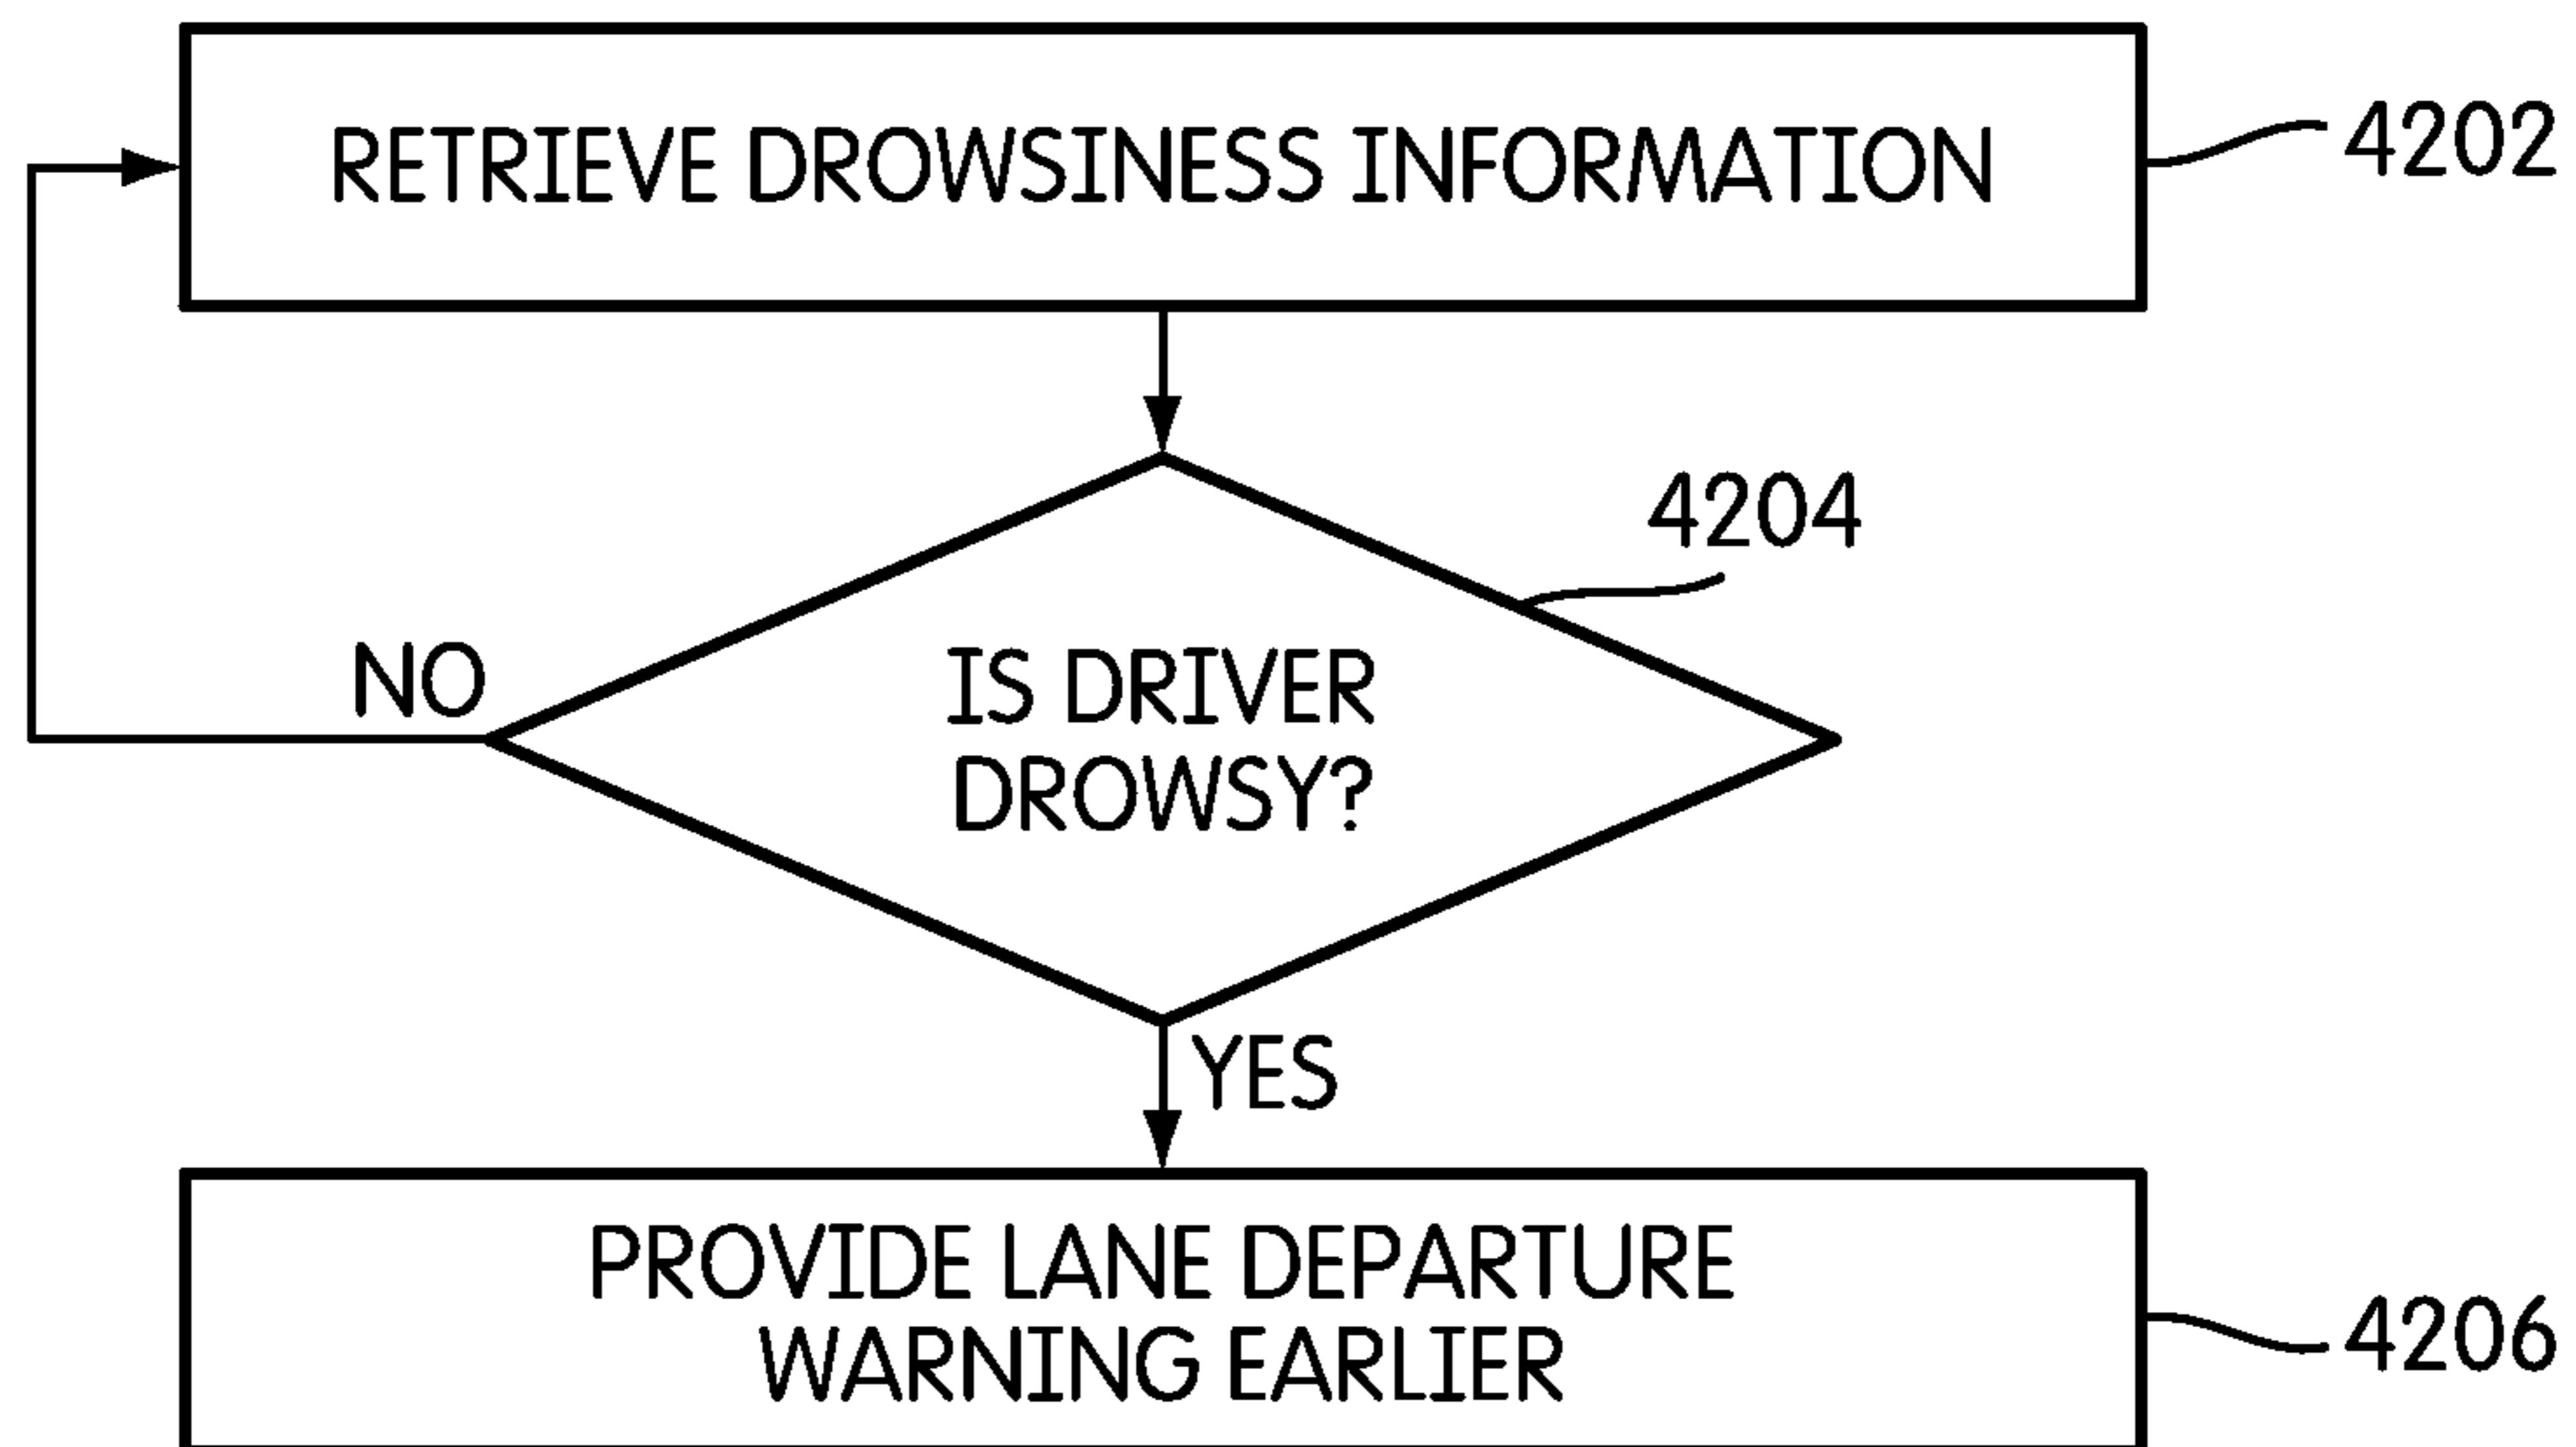 RETRIEVE DROWSINESS INFORMATION
4202
4204
NO
IS DRIVER
DROWSY?
YES
PROVIDE LANE DEPARTURE
WARNING EARLIER
4206